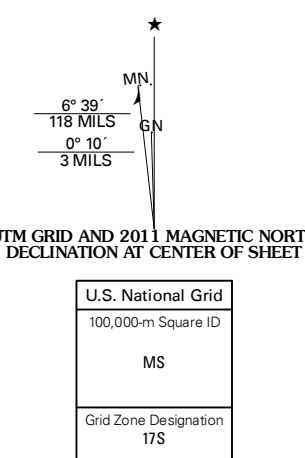 MN
6° 39´
118 MILS
GN
0° 10´
3 MILS
UTM GRID AND 2011 MAGNETIC NORT
DECLINATION AT CENTER OF SHEET
U.S. National Grid
100,000-m Square ID
MS
Grid Zone Designation
17S